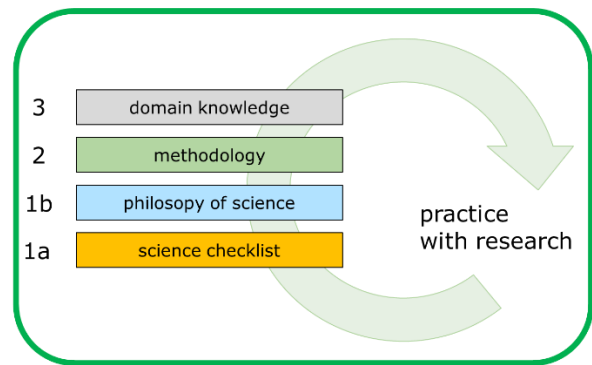 3 domain knowledge
2 methodology
1b philosopy of science
1a science checklist
practice
with research